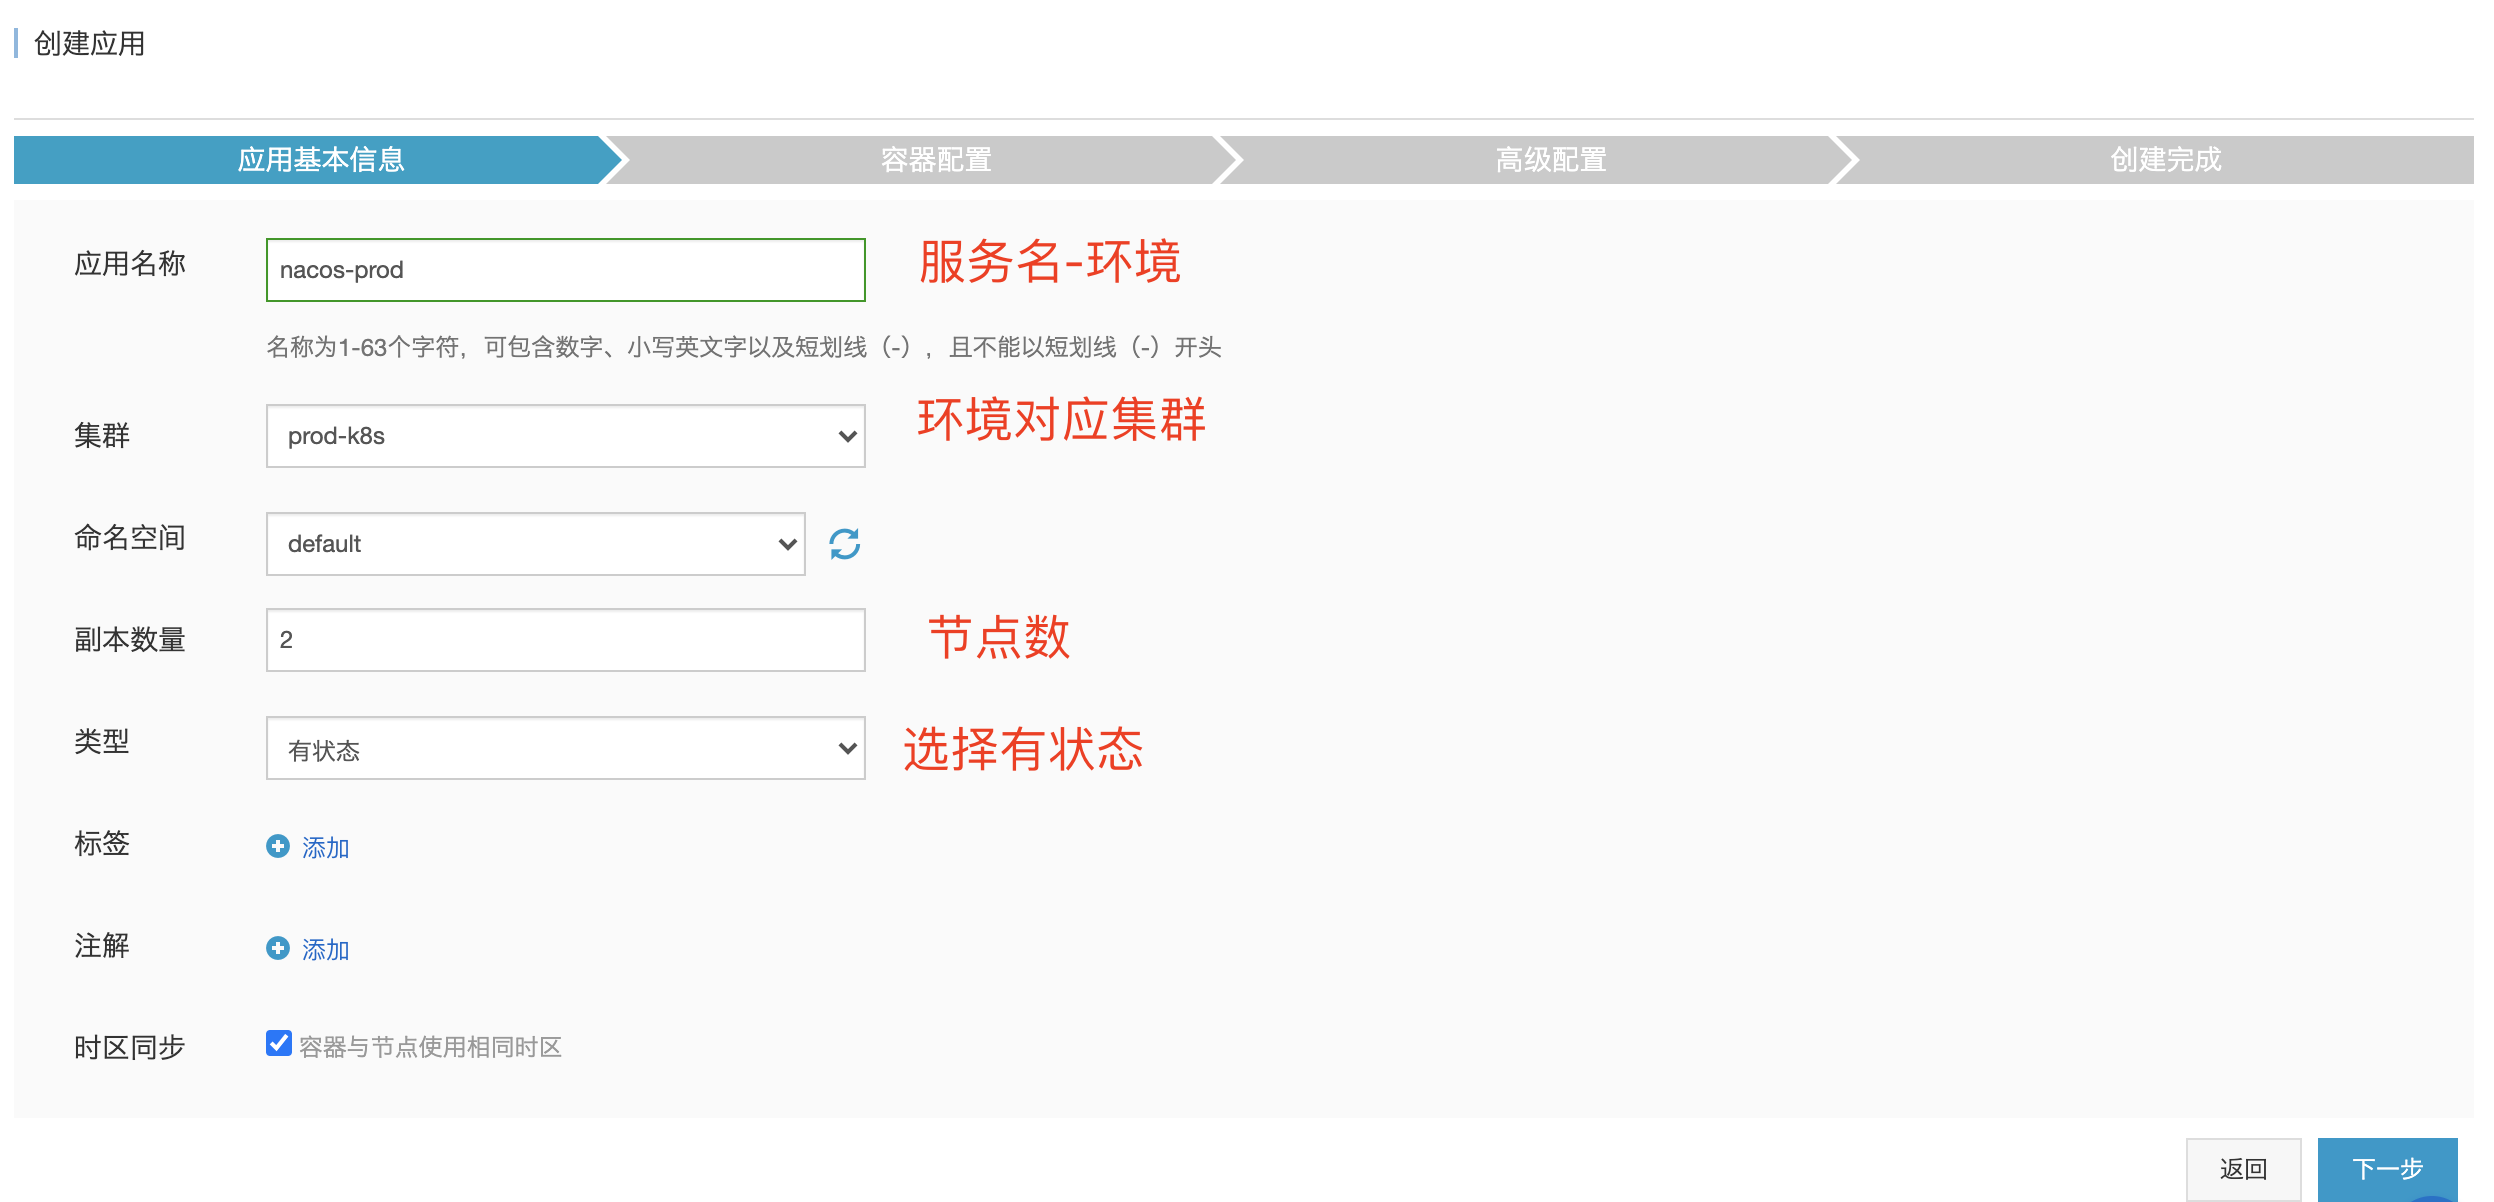 创建应用
应用基本信息 容器配置 高级配置 创建完成
应用名称 nacos-prod 服务名-环境
名称为1-63个字符，可包含数字、小写英文字以及短划线（-），且不能以短划线（-）开头
集群 prod-k8s 环境对应集群
命名空间 default
副本数量 2 节点数
类型 有状态 选择有状态
标签 添加
注解 添加
时区同步 容器与节点使用相同时区
返回 下一步